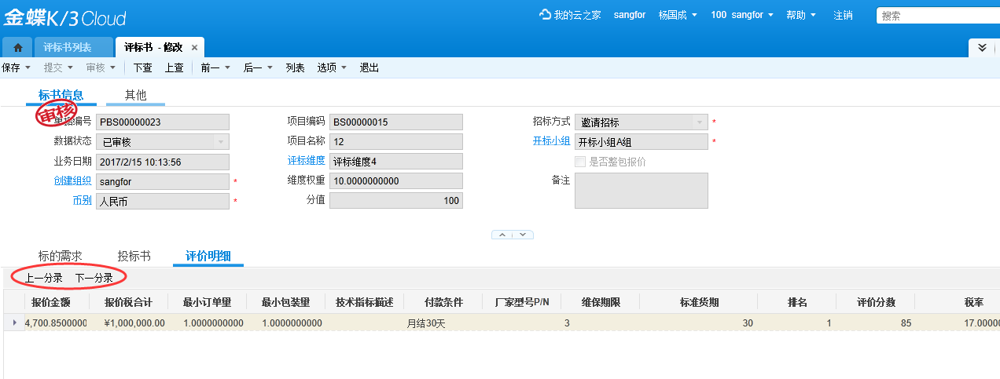 金蝶K/3 Cloud
我的云之家 sangfor 杨国成 100 sangfor 帮助 注销 搜索
评标书列表 评标书 - 修改 ×
保存 提交 审核 下查 上查 前一 后一 列表 选项 退出
标书信息 其他
审核
单据编号 PBS00000023 项目编码 BS00000015 招标方式 邀请招标 *
数据状态 已审核 项目名称 12 开标小组 开标小组A组 *
业务日期 2017/2/15 10:13:56 评标维度 评标维度4 是否整包报价
创建组织 sangfor * 维度权重 10.0000000000 备注
币别 人民币 * 分值 100
标的需求 投标书 评价明细
上一分录 下一分录
报价金额 报价税合计 最小订单量 最小包装量 技术指标描述 付款条件 厂家型号P/N 维保期限 标准货期 排名 评价分数 税率
4,700.8500000 ¥1,000,000.00 1.0000000000 1.0000000000 月结30天 3 30 1 85 17.00000